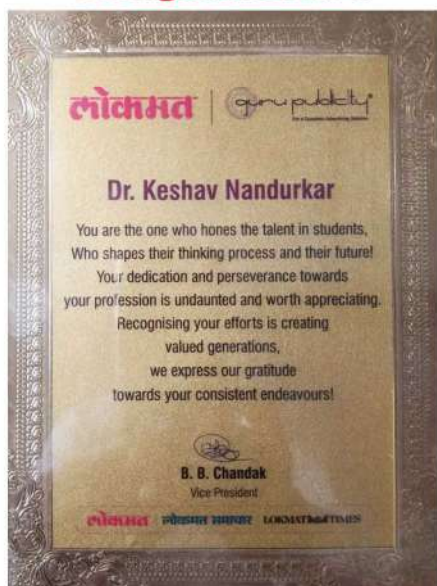 लोकमत
guru publicity
Dr. Keshav Nandurkar
You are the one who hones the talent in students,
Who shapes their thinking process and their future!
Your dedication and perseverance towards
your profession is undaunted and worth appreciating.
Recognising your efforts is creating
valued generations,
we express our gratitude
towards your consistent endeavours!
B. B. Chandak
Vice President
लोकमत लोकमत समाचार LOKMAT TIMES